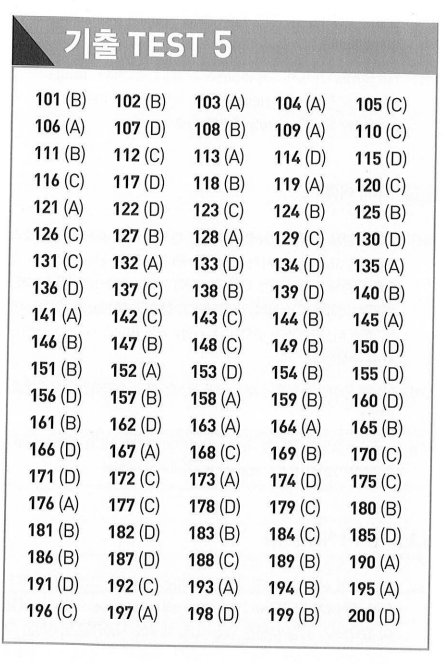 기출 TEST 5
101 (B) 102 (B) 103 (A) 104 (A) 105 (C)
106 (A) 107 (D) 108 (B) 109 (A) 110 (C)
111 (B) 112 (C) 113 (A) 114 (D) 115 (D)
116 (C) 117 (D) 118 (B) 119 (A) 120 (C)
121 (A) 122 (D) 123 (C) 124 (B) 125 (B)
126 (C) 127 (B) 128 (A) 129 (C) 130 (D)
131 (C) 132 (A) 133 (D) 134 (D) 135 (A)
136 (D) 137 (C) 138 (B) 139 (D) 140 (B)
141 (A) 142 (C) 143 (C) 144 (B) 145 (A)
146 (B) 147 (B) 148 (C) 149 (B) 150 (D)
151 (B) 152 (A) 153 (D) 154 (B) 155 (D)
156 (D) 157 (B) 158 (A) 159 (B) 160 (D)
161 (B) 162 (D) 163 (A) 164 (A) 165 (B)
166 (D) 167 (A) 168 (C) 169 (B) 170 (C)
171 (D) 172 (C) 173 (A) 174 (D) 175 (C)
176 (A) 177 (C) 178 (D) 179 (C) 180 (B)
181 (B) 182 (D) 183 (B) 184 (C) 185 (D)
186 (B) 187 (D) 188 (C) 189 (B) 190 (A)
191 (D) 192 (C) 193 (A) 194 (B) 195 (A)
196 (C) 197 (A) 198 (D) 199 (B) 200 (D)